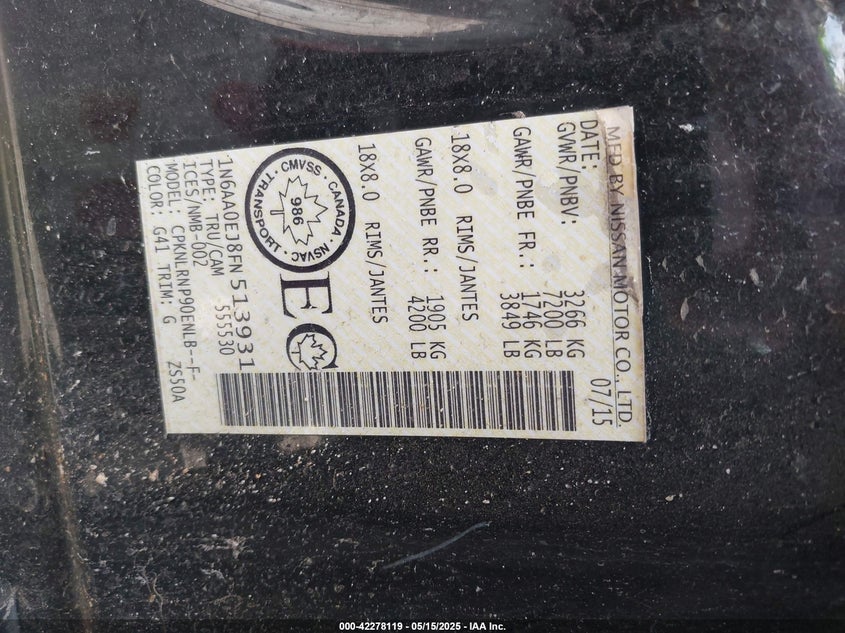 MFD BY NISSAN MOTOR CO., LTD.
DATE: 07/15
GVWR/PNBV: 3266 KG
7200 LB
GAWR/PNBE FR.: 1746 KG
3849 LB
18X8.0 RIMS/JANTES
GAWR/PNBE RR.: 1905 KG
4200 LB
18X8.0 RIMS/JANTES
CMVSS · CANADA · NSVAC
TRANSPORT
986
EC
1N6AA0EJ8FN513931
TYPE: TRU/CAM 555530
ICES/NMB-002
MODEL: CPKNLRNP90ENLB--F-
COLOR: G41 TRIM: G ZS50A
000-42278119 - 05/15/2025 - IAA Inc.